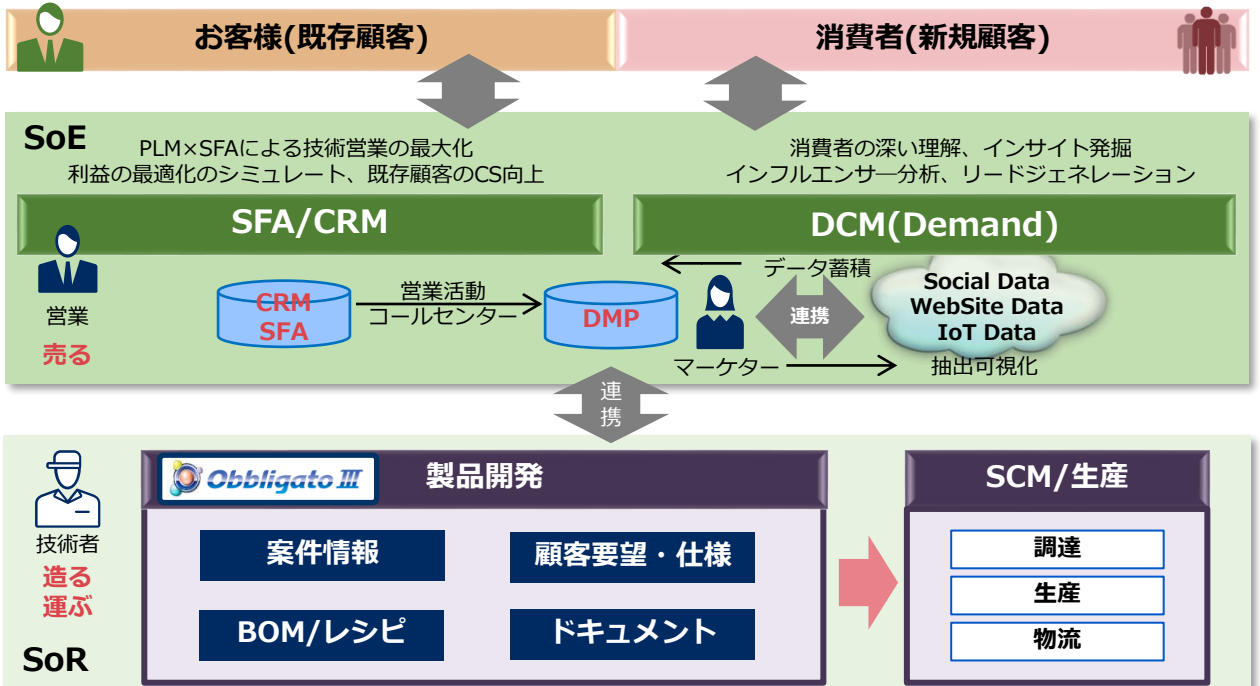 お客様(既存顧客)
消費者(新規顧客)
SoE
PLM×SFAによる技術営業の最大化
利益の最適化のシミュレート、既存顧客のCS向上
消費者の深い理解、インサイト発掘
インフルエンサ―分析、リードジェネレーション
SFA/CRM
DCM(Demand)
営業
売る
CRM
SFA
営業活動
コールセンター
DMP
データ蓄積
マーケター
連携
Social Data
WebSite Data
IoT Data
抽出可視化
連
携
技術者
造る
運ぶ
SoR
Obbligato Ⅲ
製品開発
案件情報
顧客要望・仕様
BOM/レシピ
ドキュメント
SCM/生産
調達
生産
物流